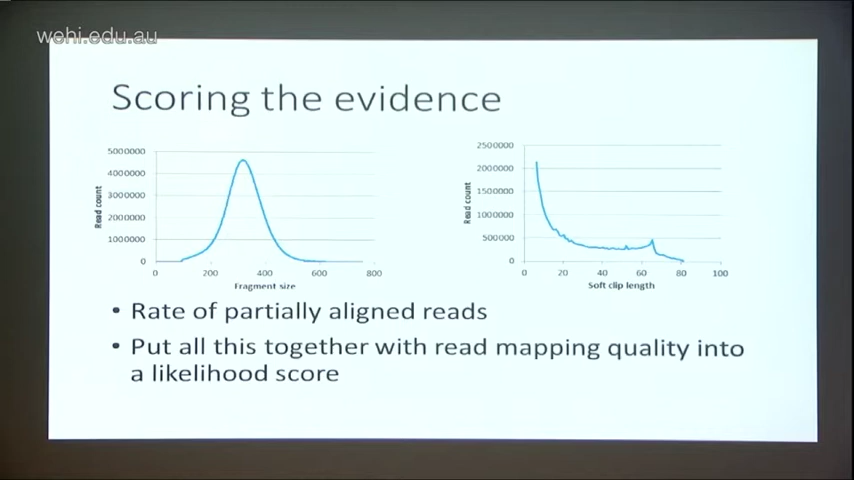 wehi.edu.au
Scoring the evidence
5000000
4000000
3000000
2000000
1000000
0
Read count
0 200 400 600 800
Fragment size
2500000
2000000
1500000
1000000
500000
0
Read count
0 20 40 60 80 100
Soft clip length
• Rate of partially aligned reads
• Put all this together with read mapping quality into
a likelihood score